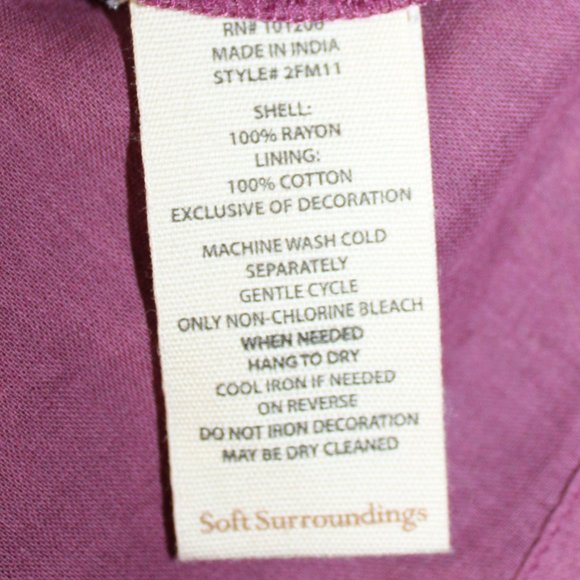 RN# 101206
MADE IN INDIA
STYLE# 2FM11
SHELL:
100% RAYON
LINING:
100% COTTON
EXCLUSIVE OF DECORATION
MACHINE WASH COLD
SEPARATELY
GENTLE CYCLE
ONLY NON-CHLORINE BLEACH
WHEN NEEDED
HANG TO DRY
COOL IRON IF NEEDED
ON REVERSE
DO NOT IRON DECORATION
MAY BE DRY CLEANED
Soft Surroundings